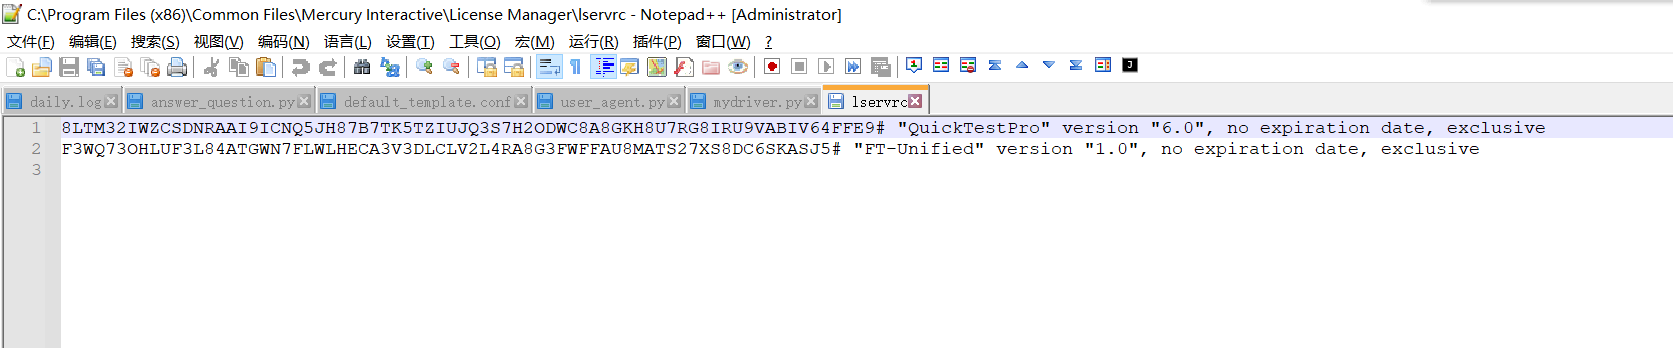 C:\Program Files (x86)\Common Files\Mercury Interactive\License Manager\lservrc - Notepad++ [Administrator]
文件(F) 编辑(E) 搜索(S) 视图(V) 编码(N) 语言(L) 设置(T) 工具(O) 宏(M) 运行(R) 插件(P) 窗口(W) ?
daily.log answer_question.py default_template.conf user_agent.py mydriver.py lservrc
1 8LTM32IWZCSDNRAAI9ICNQ5JH87B7TK5TZIUJQ3S7H2ODWC8A8GKH8U7RG8IRU9VABIV64FFE9# "QuickTestPro" version "6.0", no expiration date, exclusive
2 F3WQ73OHLUF3L84ATGWN7FLWLHECA3V3DLCLV2L4RA8G3FWFFAU8MATS27XS8DC6SKASJ5# "FT-Unified" version "1.0", no expiration date, exclusive
3